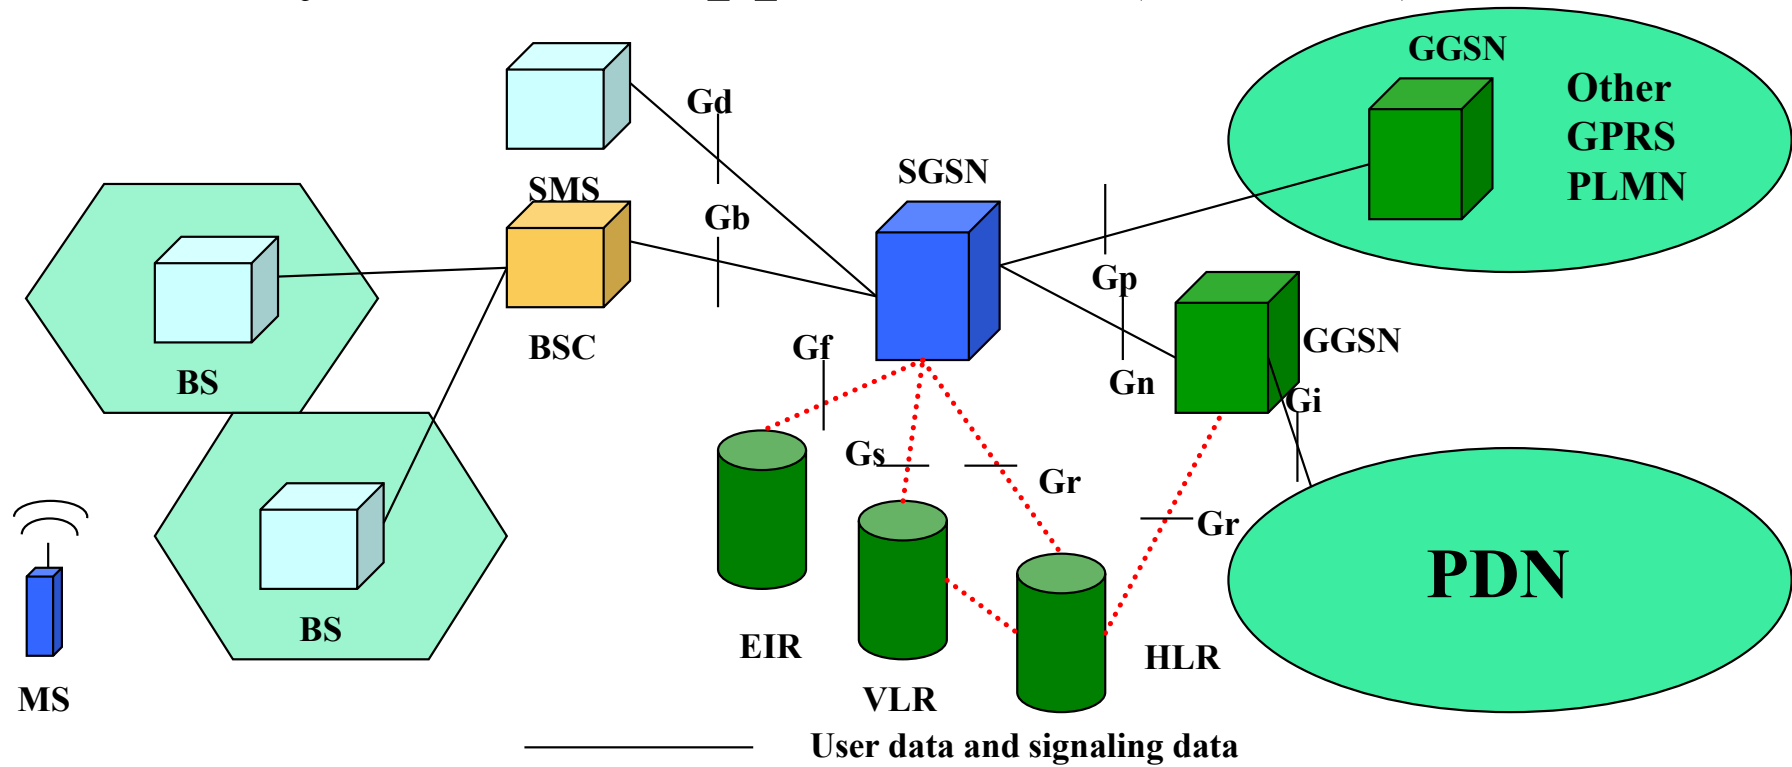 GGSN
Other
GPRS
PLMN
Gd
SMS
SGSN
Gb
Gp
BSC
Gf
GGSN
BS
Gn
Gi
Gs
Gr
Gr
PDN
BS
EIR
HLR
MS
VLR
User data and signaling data